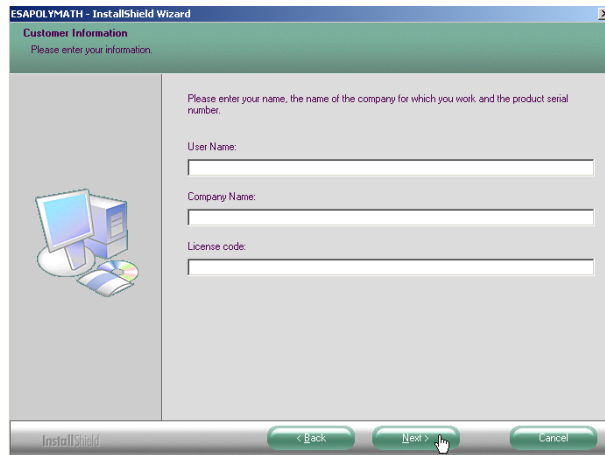 ESAPOLYMATH - InstallShield Wizard
Customer Information
Please enter your information.
Please enter your name, the name of the company for which you work and the product serial
number.
User Name:
Company Name:
License code:
InstallShield
< Back
Next >
Cancel